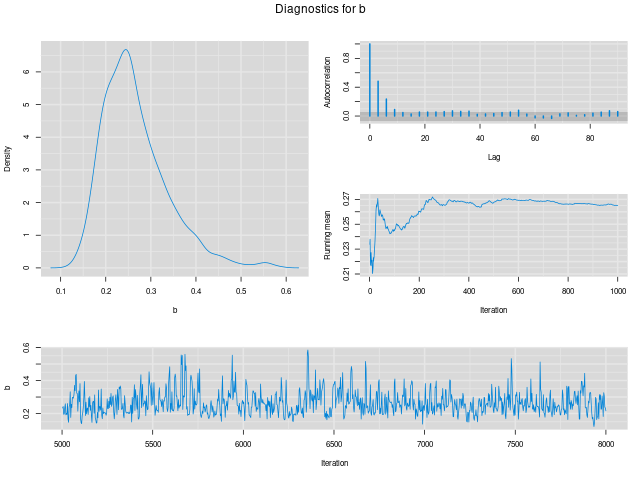 Diagnostics for b
Density
0 1 2 3 4 5 6
0.1 0.2 0.3 0.4 0.5 0.6
b
Autocorrelation
0.0 0.4 0.8
0 20 40 60 80
Lag
Running mean
0.21 0.23 0.25 0.27
0 200 400 600 800 1000
Iteration
b
0.2 0.4 0.6
5000 5500 6000 6500 7000 7500 8000
Iteration